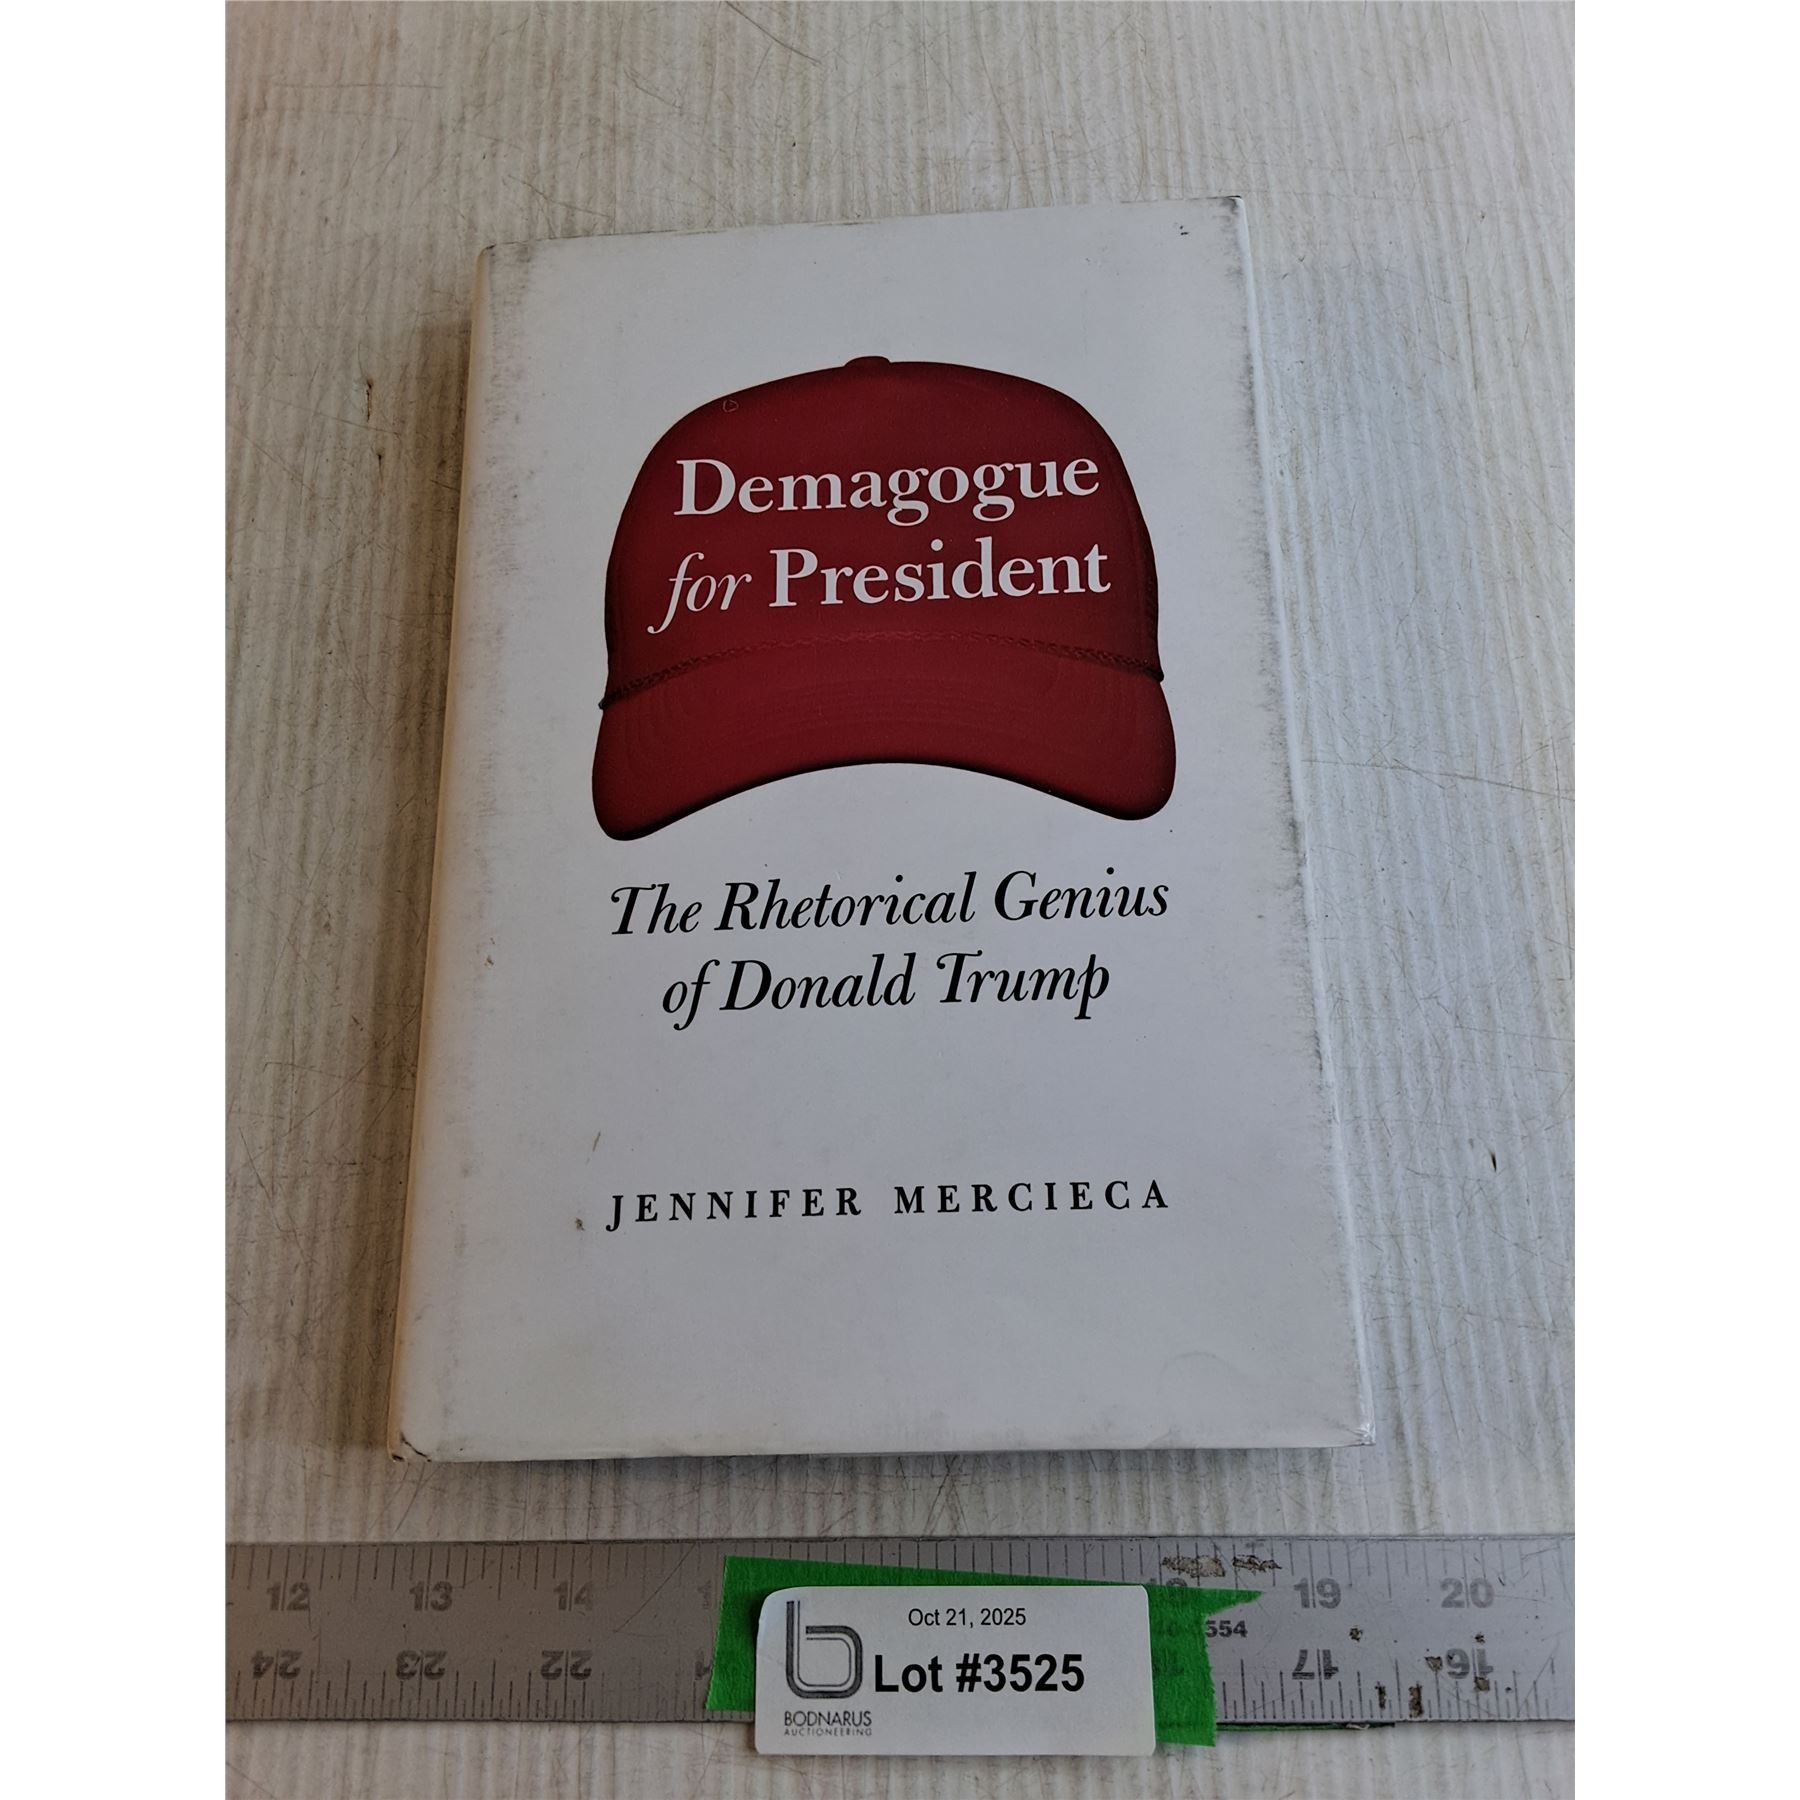 Demagogue
for President
The Rhetorical Genius
of Donald Trump
JENNIFER MERCIECA
12 13 14 19 20
554
24 23 22 17 16
Oct 21, 2025
Lot #3525
BODNARUS
AUCTIONEERING